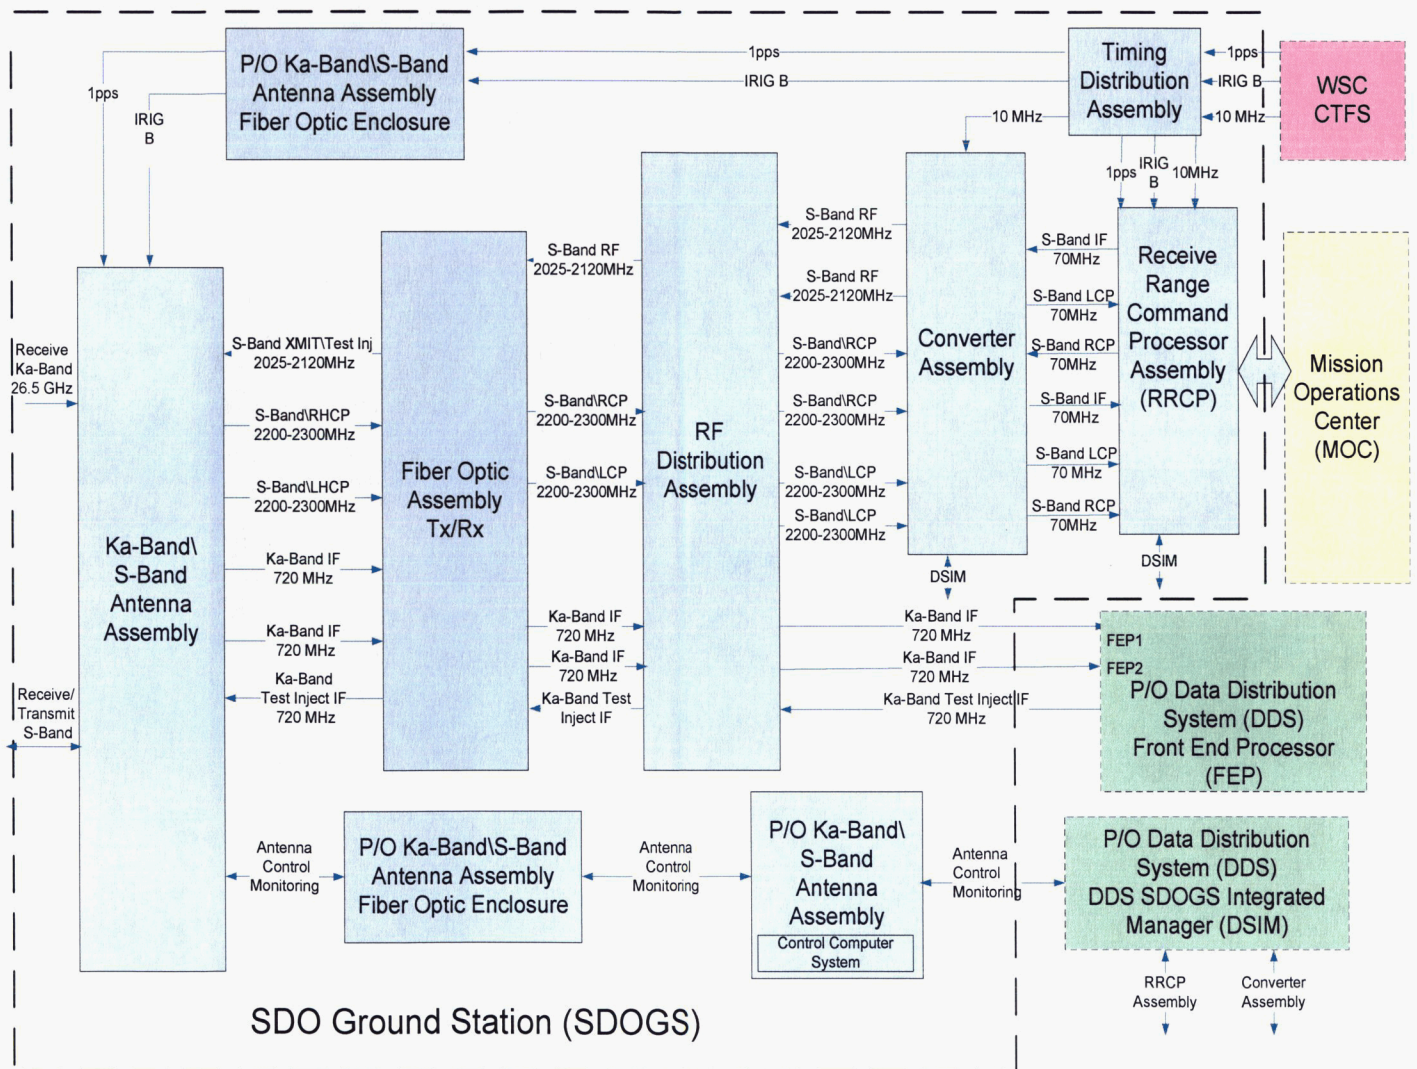 P/O Ka-Band\S-Band
Antenna Assembly
Fiber Optic Enclosure
1pps
IRIG
B
1pps
IRIG B
10 MHz
Timing
Distribution
Assembly
1pps
IRIG B
10 MHz
WSC
CTFS
1pps
IRIG
B
10MHz
Receive
Ka-Band
26.5 GHz
Receive/
Transmit
S-Band
Ka-Band\
S-Band
Antenna
Assembly
S-Band XMIT\Test Inj
2025-2120MHz
S-Band\RHCP
2200-2300MHz
S-Band\LHCP
2200-2300MHz
Ka-Band IF
720 MHz
Ka-Band IF
720 MHz
Ka-Band
Test Inject IF
720 MHz
Fiber Optic
Assembly
Tx/Rx
S-Band RF
2025-2120MHz
S-Band\RCP
2200-2300MHz
S-Band\LCP
2200-2300MHz
Ka-Band IF
720 MHz
Ka-Band IF
720 MHz
Ka-Band Test
Inject IF
RF
Distribution
Assembly
S-Band RF
2025-2120MHz
S-Band RF
2025-2120MHz
S-Band\RCP
2200-2300MHz
S-Band\RCP
2200-2300MHz
S-Band\LCP
2200-2300MHz
S-Band\LCP
2200-2300MHz
Converter
Assembly
S-Band IF
70MHz
S-Band LCP
70MHz
S-Band RCP
70MHz
S-Band IF
70MHz
S-Band LCP
70 MHz
S-Band RCP
70MHz
Receive
Range
Command
Processor
Assembly
(RRCP)
Mission
Operations
Center
(MOC)
DSIM
DSIM
Ka-Band IF
720 MHz
Ka-Band IF
720 MHz
Ka-Band Test Inject IF
720 MHz
FEP1
FEP2
P/O Data Distribution
System (DDS)
Front End Processor
(FEP)
Antenna
Control
Monitoring
P/O Ka-Band\S-Band
Antenna Assembly
Fiber Optic Enclosure
Antenna
Control
Monitoring
P/O Ka-Band\
S-Band
Antenna
Assembly
Control Computer
System
Antenna
Control
Monitoring
P/O Data Distribution
System (DDS)
DDS SDOGS Integrated
Manager (DSIM)
RRCP
Assembly
Converter
Assembly
SDO Ground Station (SDOGS)